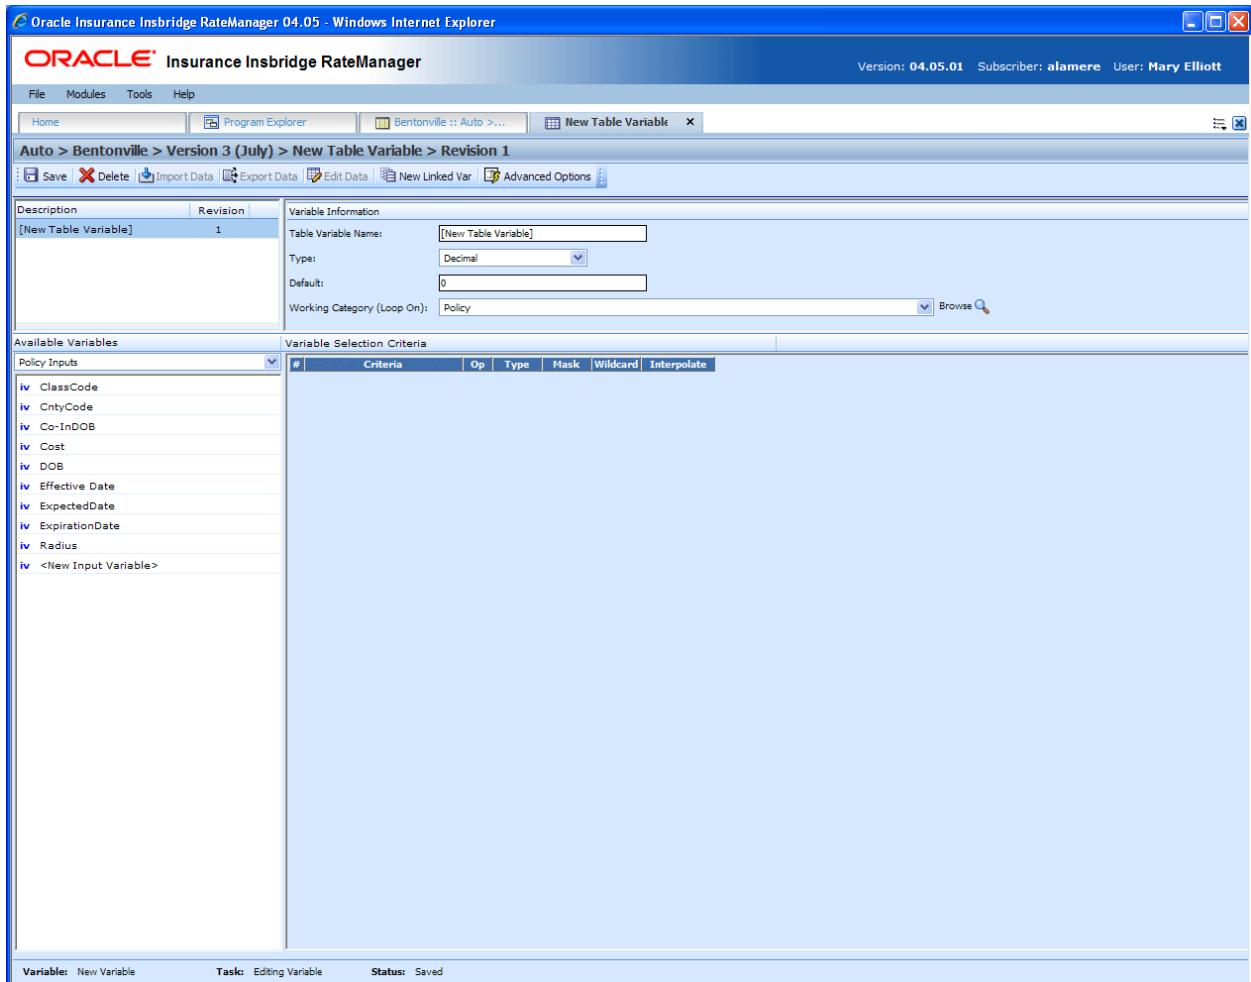 Oracle Insurance Insbridge RateManager 04.05 - Windows Internet Explorer
ORACLE® Insurance Insbridge RateManager
Version: 04.05.01 Subscriber: alamere User: Mary Elliott
File Modules Tools Help
Home Program Explorer Bentonville :: Auto >... New Table Variable x
Auto > Bentonville > Version 3 (July) > New Table Variable > Revision 1
Save Delete Import Data Export Data Edit Data New Linked Var Advanced Options
Description Revision
[New Table Variable] 1
Variable Information
Table Variable Name: [New Table Variable]
Type: Decimal
Default: 0
Working Category (Loop On): Policy Browse
Available Variables
Policy Inputs
iv ClassCode
iv CntyCode
iv Co-InDOB
iv Cost
iv DOB
iv Effective Date
iv ExpectedDate
iv ExpirationDate
iv Radius
iv <New Input Variable>
Variable Selection Criteria
# Criteria Op Type Mask Wildcard Interpolate
Variable: New Variable Task: Editing Variable Status: Saved